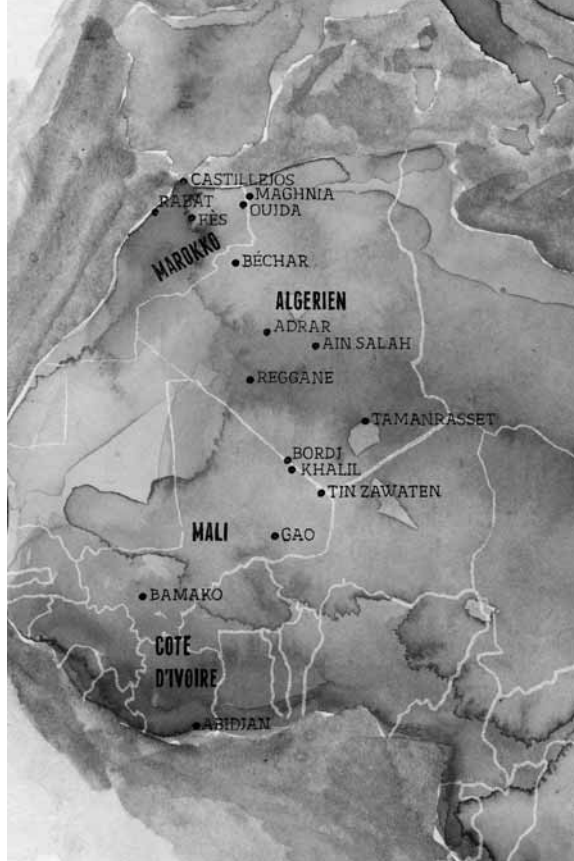 CASTILLEJOS
MAGHNIA
RABAT
OUJDA
FÈS
MAROKKO
BÉCHAR
ALGERIEN
ADRAR
AIN SALAH
REGGANE
TAMANRASSET
BORDJ
KHALIL
TIN ZAWATEN
MALI
GAO
BAMAKO
COTE
D'IVOIRE
ABIDJAN